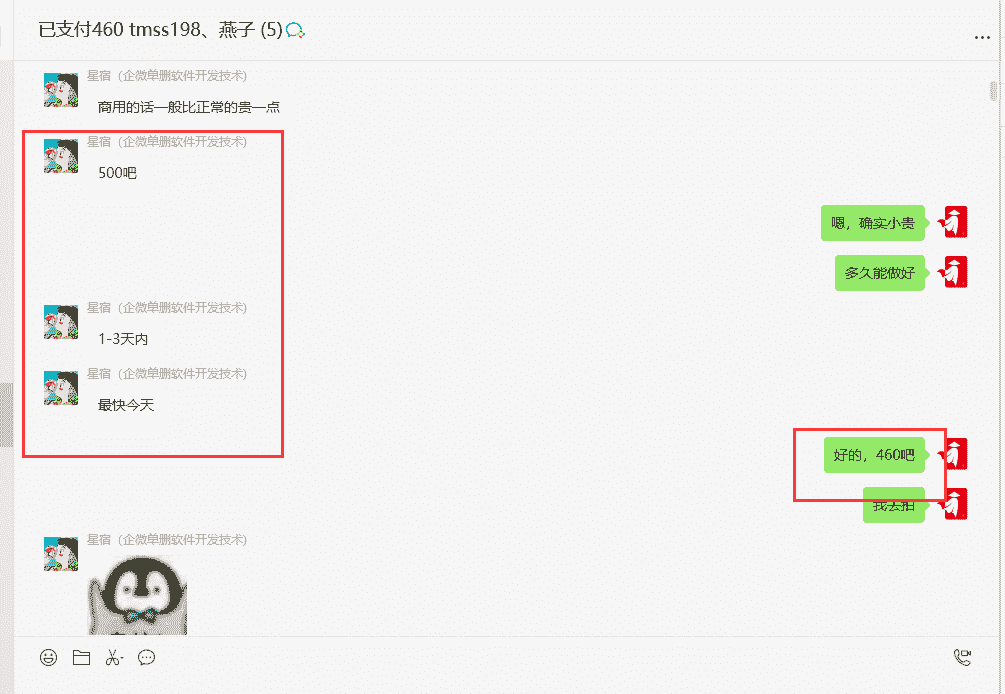 已支付460 tmss198、燕子 (5)
星宿（企微单删软件开发技术)
商用的话一般比正常的贵一点
星宿（企微单删软件开发技术)
500吧
嗯，确实小贵
多久能做好
星宿（企微单删软件开发技术)
1-3天内
星宿（企微单删软件开发技术)
最快今天
好的，460吧
我去拍
星宿（企微单删软件开发技术)